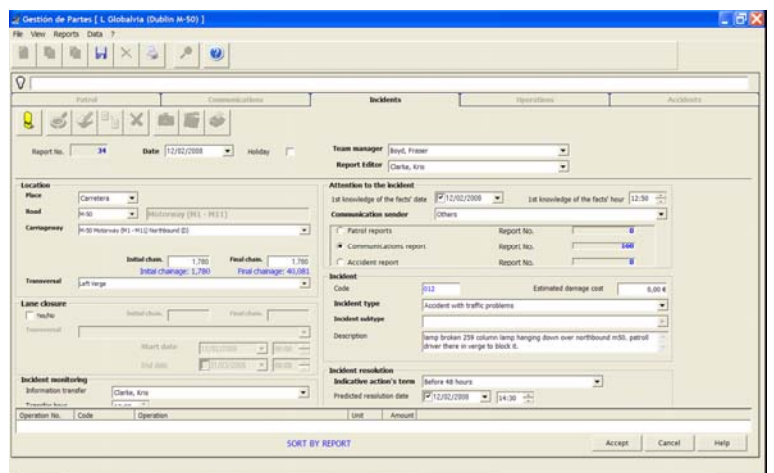 Gestión de Partes [ L Globalvia (Dublin M-50) ]
File View Reports Data ?
Patrol Communications Incidents Operations Accidents
Report No. 34 Date 12/02/2008 Holiday
Team manager Boyd, Fraser
Report Editor Clarke, Kris
Location
Place Carretera
Road M-50 Motorway (M1 - M11)
Carriageway M-50 Motorway (M1 - M11) Northbound (D)
Initial chain. 1,780 Final chain. 1,780
Initial chainage: 1,780 Final chainage: 40,081
Transversal Left Verge
Lane closure
Yes/No Initial chain. Final chain.
Transversal
Start date 12/02/2008 00:00
End date 00:00
Incident monitoring
Information transfer Clarke, Kris
Transfer hour
Attention to the incident
1st knowledge of the facts' date 12/02/2008 1st knowledge of the facts' hour 12:50
Communication sender Others
Patrol reports Report No. 0
Communications report Report No. 160
Accident report Report No. 0
Incident
Code 012 Estimated damage cost 0,00 €
Incident type Accident with traffic problems
Incident subtype
Description lamp broken 259 column lamp hanging down over northbound m50. patroll
driver there in verge to block it.
Incident resolution
Indicative action's term Before 48 hours
Predicted resolution date 12/02/2008 14:30
Operation No. Code Operation Unit Amount
SORT BY REPORT
Accept Cancel Help